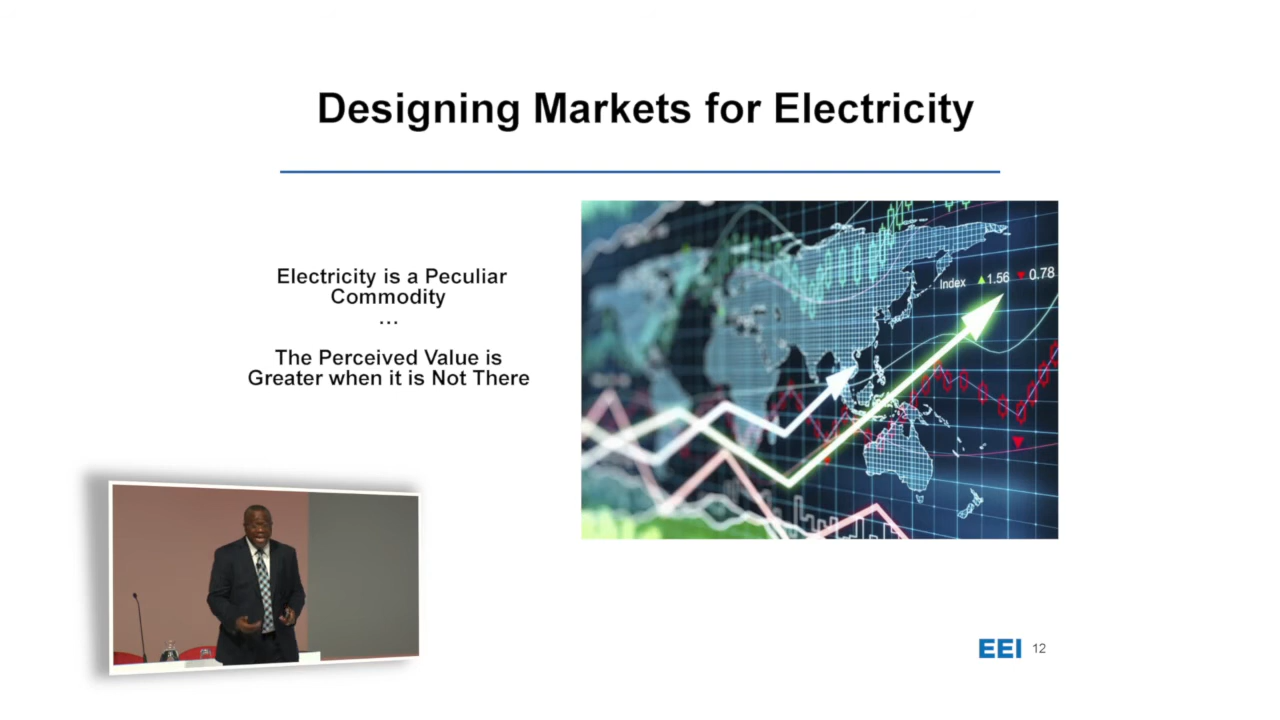 Designing Markets for Electricity
Electricity is a Peculiar
Commodity
...
The Perceived Value is
Greater when it is Not There
Index ▲1.56 ▼0.78
EEI 12